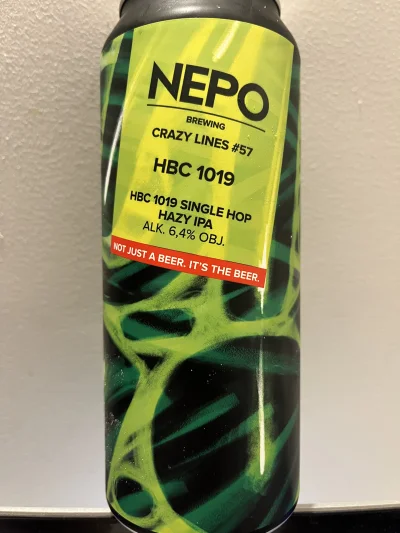 NEPO
BREWING
CRAZY LINES #57
HBC 1019
HBC 1019 SINGLE HOP
HAZY IPA
ALK. 6,4% OBJ.
NOT JUST A BEER. IT'S THE BEER.